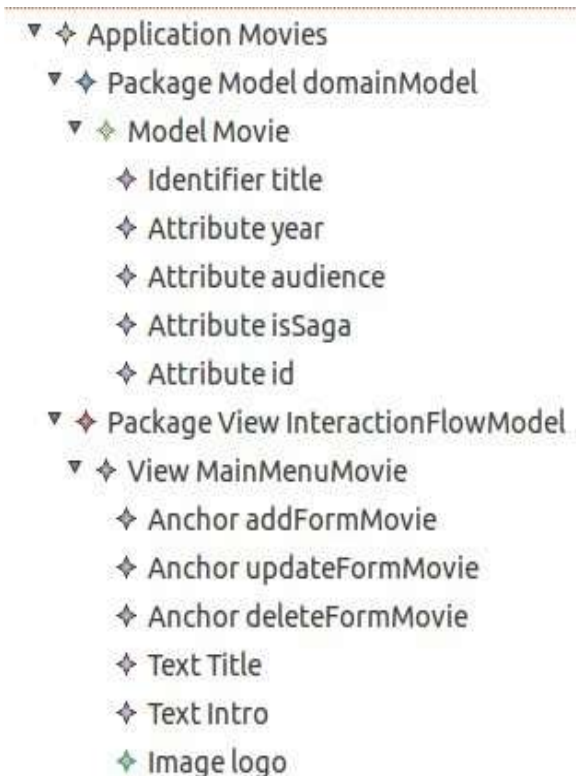 Application Movies
Package Model domainModel
Model Movie
Identifier title
Attribute year
Attribute audience
Attribute isSaga
Attribute id
Package View InteractionFlowModel
View MainMenuMovie
Anchor addFormMovie
Anchor updateFormMovie
Anchor deleteFormMovie
Text Title
Text Intro
Image logo